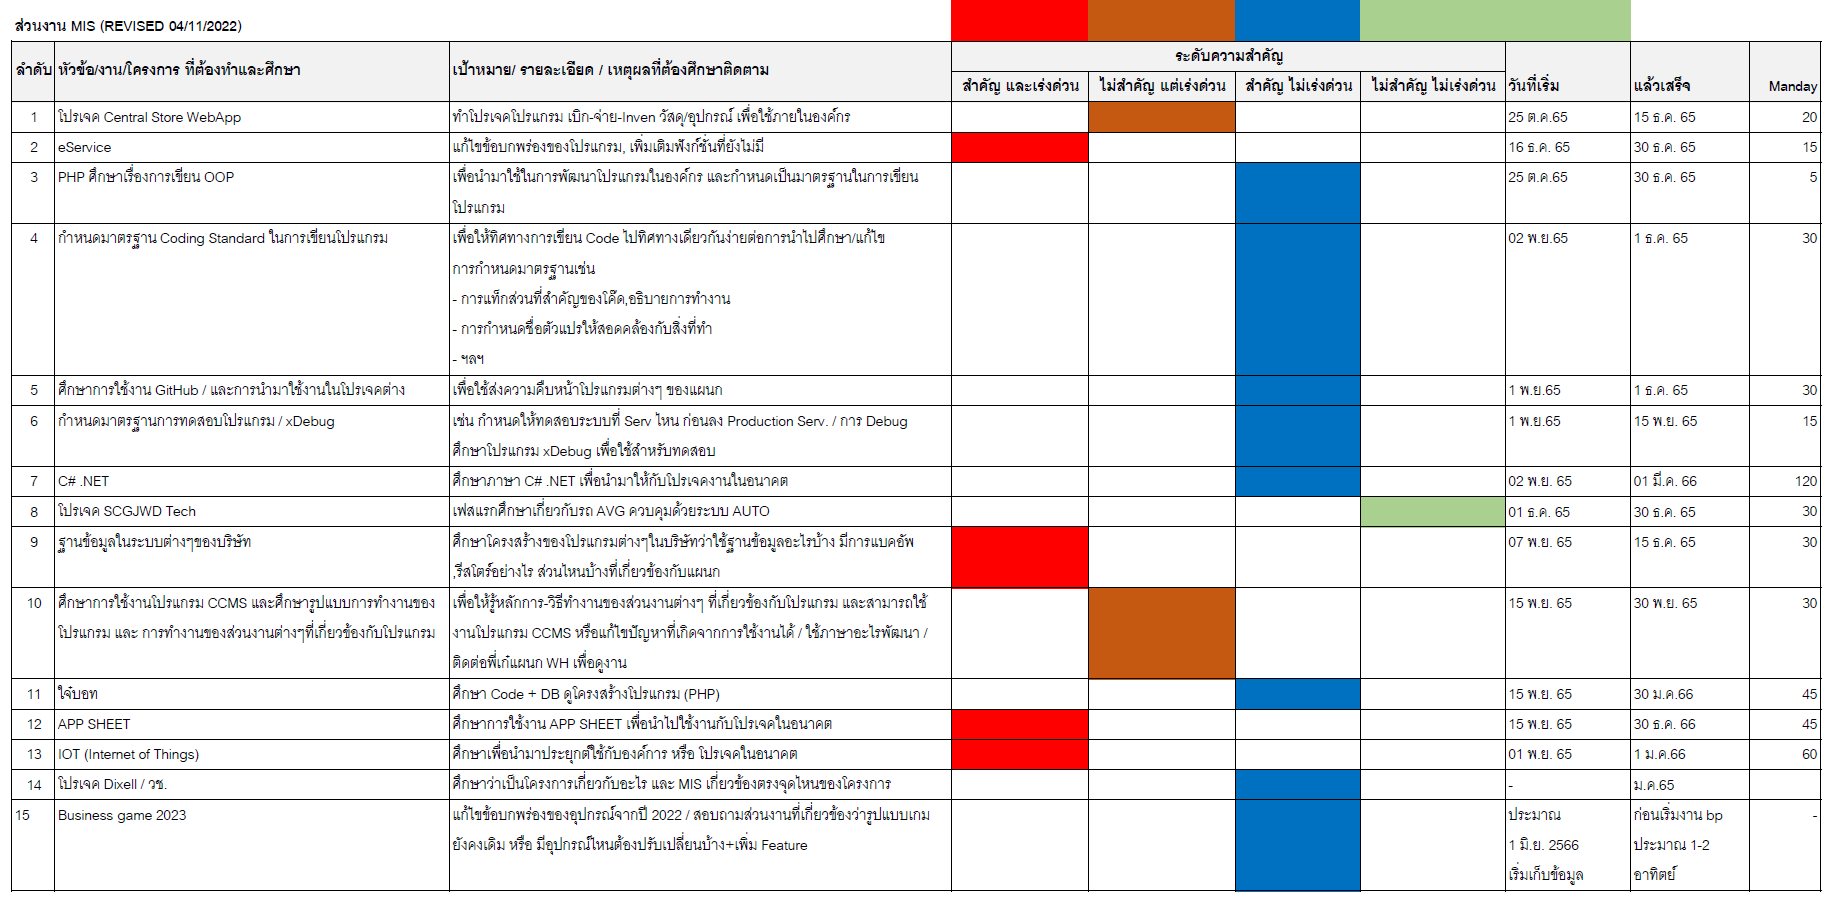 ส่วนงาน MIS (REVISED 04/11/2022)
ลำดับ หัวข้อ/งาน/โครงการ ที่ต้องทำและศึกษา เป้าหมาย/ รายละเอียด / เหตุผลที่ต้องศึกษาติดตาม ระดับความสำคัญ วันที่เริ่ม แล้วเสร็จ Manday
สำคัญ และเร่งด่วน ไม่สำคัญ แต่เร่งด่วน สำคัญ ไม่เร่งด่วน ไม่สำคัญ ไม่เร่งด่วน
1 โปรเจค Central Store WebApp ทำโปรเจคโปรแกรม เบิก-จ่าย-Inven วัสดุ/อุปกรณ์ เพื่อใช้ภายในองค์กร 25 ต.ค.65 15 ธ.ค. 65 20
2 eService แก้ไขข้อบกพร่องของโปรแกรม, เพิ่มเติมฟังก์ชั่นที่ยังไม่มี 16 ธ.ค. 65 30 ธ.ค. 65 15
3 PHP ศึกษาเรื่องการเขียน OOP เพื่อนำมาใช้ในการพัฒนาโปรแกรมในองค์กร และกำหนดเป็นมาตรฐานในการเขียน 25 ต.ค.65 30 ธ.ค. 65 5
โปรแกรม
4 กำหนดมาตรฐาน Coding Standard ในการเขียนโปรแกรม เพื่อให้ทิศทางการเขียน Code ไปทิศทางเดียวกันง่ายต่อการนำไปศึกษา/แก้ไข 02 พ.ย.65 1 ธ.ค. 65 30
การกำหนดมาตรฐานเช่น
- การแท็กส่วนที่สำคัญของโค๊ด,อธิบายการทำงาน
- การกำหนดชื่อตัวแปรให้สอดคล้องกับสิ่งที่ทำ
- ฯลฯ
5 ศึกษาการใช้งาน GitHub / และการนำมาใช้งานในโปรเจคต่าง เพื่อใช้ส่งความคืบหน้าโปรแกรมต่างๆ ของแผนก 1 พ.ย.65 1 ธ.ค. 65 30
6 กำหนดมาตรฐานการทดสอบโปรแกรม / xDebug เช่น กำหนดให้ทดสอบระบบที่ Serv ไหน ก่อนลง Production Serv. / การ Debug 1 พ.ย.65 15 พ.ย. 65 15
ศึกษาโปรแกรม xDebug เพื่อใช้สำหรับทดสอบ
7 C# .NET ศึกษาภาษา C# .NET เพื่อนำมาให้กับโปรเจคงานในอนาคต 02 พ.ย. 65 01 มี.ค. 66 120
8 โปรเจค SCGJWD Tech เฟสแรกศึกษาเกี่ยวกับรถ AVG ควบคุมด้วยระบบ AUTO 01 ธ.ค. 65 30 ธ.ค. 65 30
9 ฐานข้อมูลในระบบต่างๆของบริษัท ศึกษาโครงสร้างของโปรแกรมต่างๆในบริษัทว่าใช้ฐานข้อมูลอะไรบ้าง มีการแบคอัพ 07 พ.ย. 65 15 ธ.ค. 65 30
,รีสโตร์อย่างไร ส่วนไหนบ้างที่เกี่ยวข้องกับแผนก
10 ศึกษาการใช้งานโปรแกรม CCMS และศึกษารูปแบบการทำงานของ เพื่อให้รู้หลักการ-วิธีทำงานของส่วนงานต่างๆ ที่เกี่ยวข้องกับโปรแกรม และสามารถใช้ 15 พ.ย. 65 30 พ.ย. 65 30
โปรแกรม และ การทำงานของส่วนงานต่างๆที่เกี่ยวข้องกับโปรแกรม งานโปรแกรม CCMS หรือแก้ไขปัญหาที่เกิดจากการใช้งานได้ / ใช้ภาษาอะไรพัฒนา /
ติดต่อพี่เก๋แผนก WH เพื่อดูงาน
11 ใจ๋บอท ศึกษา Code + DB ดูโครงสร้างโปรแกรม (PHP) 15 พ.ย. 65 30 ม.ค.66 45
12 APP SHEET ศึกษาการใช้งาน APP SHEET เพื่อนำไปใช้งานกับโปรเจคในอนาคต 15 พ.ย. 65 30 ธ.ค. 66 45
13 IOT (Internet of Things) ศึกษาเพื่อนำมาประยุกต์ใช้กับองค์การ หรือ โปรเจคในอนาคต 01 พ.ย. 65 1 ม.ค.66 60
14 โปรเจค Dixell / วช. ศึกษาว่าเป็นโครงการเกี่ยวกับอะไร และ MIS เกี่ยวข้องตรงจุดไหนของโครงการ - ม.ค.65
15 Business game 2023 แก้ไขข้อบกพร่องของอุปกรณ์จากปี 2022 / สอบถามส่วนงานที่เกี่ยวข้องว่ารูปแบบเกม ประมาณ ก่อนเริ่มงาน bp -
ยังคงเดิม หรือ มีอุปกรณ์ไหนต้องปรับเปลี่ยนบ้าง+เพิ่ม Feature 1 มิ.ย. 2566 ประมาณ 1-2
เริ่มเก็บข้อมูล อาทิตย์